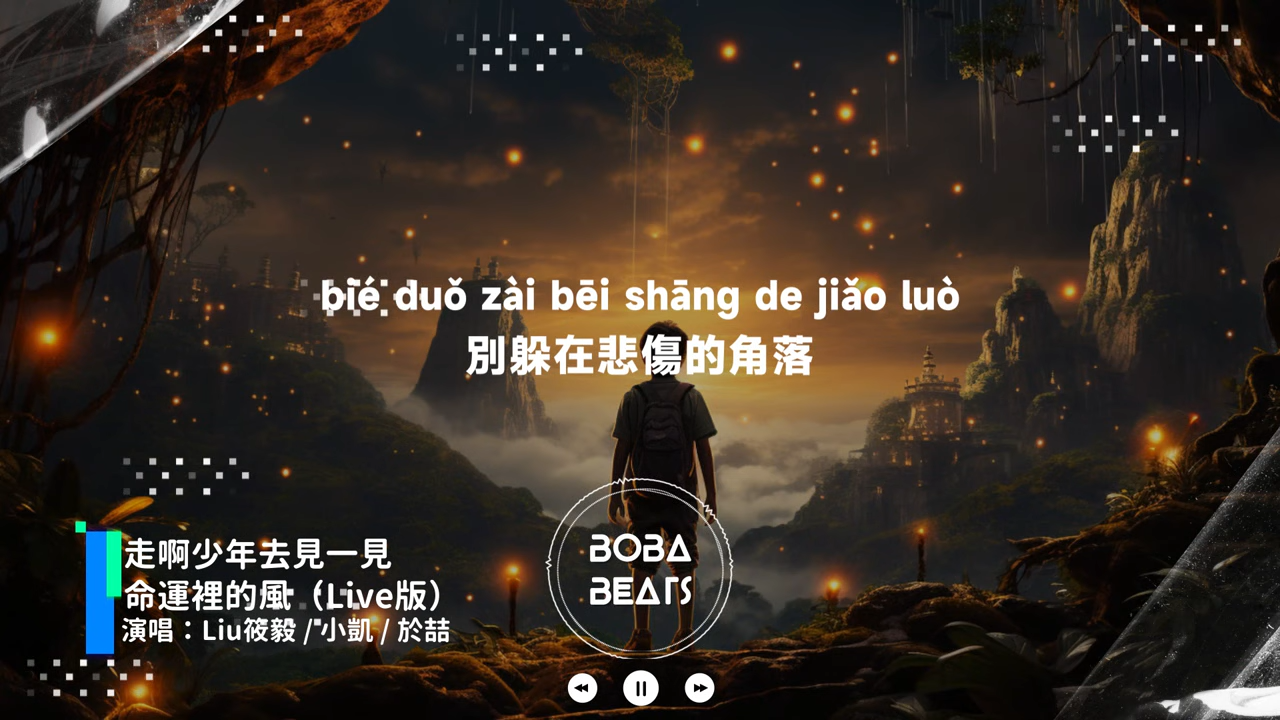 bié duǒ zài bēi shāng de jiǎo luò
別躲在悲傷的角落
走啊少年去見一見
命運裡的風（Live版）
演唱：Liu筱毅 / 小凱 / 於喆
BOBA
BEATS